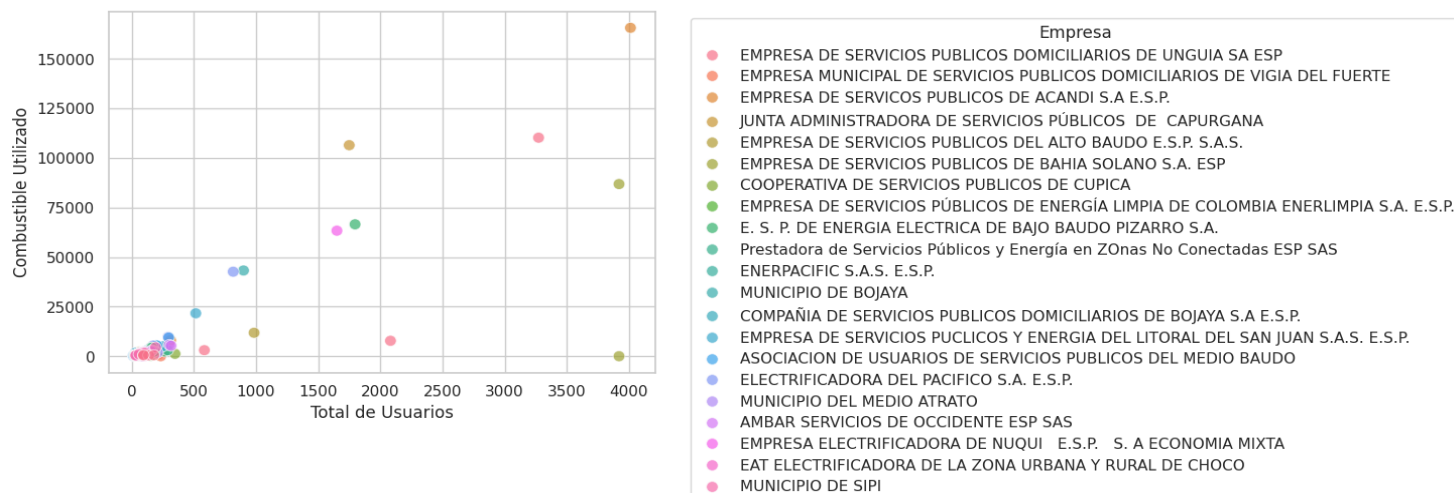 150000
125000
100000
75000
50000
25000
0
Combustible Utilizado
0 500 1000 1500 2000 2500 3000 3500 4000
Total de Usuarios
Empresa
EMPRESA DE SERVICIOS PUBLICOS DOMICILIARIOS DE UNGUIA SA ESP
EMPRESA MUNICIPAL DE SERVICIOS PUBLICOS DOMICILIARIOS DE VIGIA DEL FUERTE
EMPRESA DE SERVICOS PUBLICOS DE ACANDI S.A E.S.P.
JUNTA ADMINISTRADORA DE SERVICIOS PÚBLICOS  DE  CAPURGANA
EMPRESA DE SERVICIOS PUBLICOS DEL ALTO BAUDO E.S.P. S.A.S.
EMPRESA DE SERVICIOS PUBLICOS DE BAHIA SOLANO S.A. ESP
COOPERATIVA DE SERVICIOS PUBLICOS DE CUPICA
EMPRESA DE SERVICIOS PÚBLICOS DE ENERGÍA LIMPIA DE COLOMBIA ENERLIMPIA S.A. E.S.P.
E. S. P. DE ENERGIA ELECTRICA DE BAJO BAUDO PIZARRO S.A.
Prestadora de Servicios Públicos y Energía en ZOnas No Conectadas ESP SAS
ENERPACIFIC S.A.S. E.S.P.
MUNICIPIO DE BOJAYA
COMPAÑIA DE SERVICIOS PUBLICOS DOMICILIARIOS DE BOJAYA S.A E.S.P.
EMPRESA DE SERVICIOS PUCLICOS Y ENERGIA DEL LITORAL DEL SAN JUAN S.A.S. E.S.P.
ASOCIACION DE USUARIOS DE SERVICIOS PUBLICOS DEL MEDIO BAUDO
ELECTRIFICADORA DEL PACIFICO S.A. E.S.P.
MUNICIPIO DEL MEDIO ATRATO
AMBAR SERVICIOS DE OCCIDENTE ESP SAS
EMPRESA ELECTRIFICADORA DE NUQUI   E.S.P.   S. A ECONOMIA MIXTA
EAT ELECTRIFICADORA DE LA ZONA URBANA Y RURAL DE CHOCO
MUNICIPIO DE SIPI